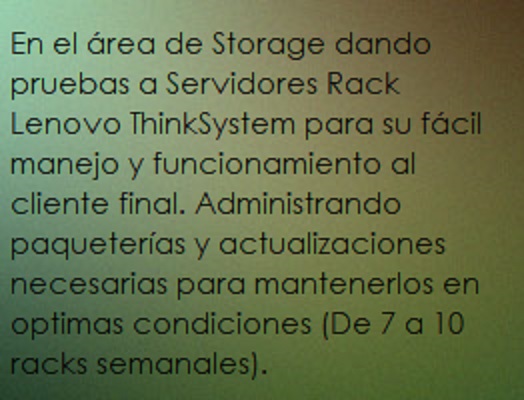 En el área de Storage dando
pruebas a Servidores Rack
Lenovo ThinkSystem para su fácil
manejo y funcionamiento al
cliente final. Administrando
paqueterías y actualizaciones
necesarias para mantenerlos en
optimas condiciones (De 7 a 10
racks semanales).